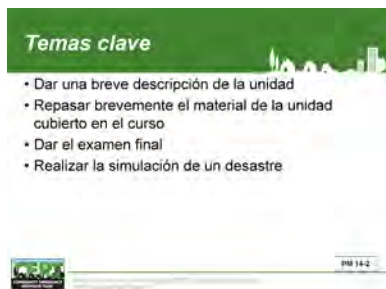 Temas clave
• Dar una breve descripción de la unidad
• Repasar brevemente el material de la unidad
cubierto en el curso
• Dar el examen final
• Realizar la simulación de un desastre
PM 14-2
CERT